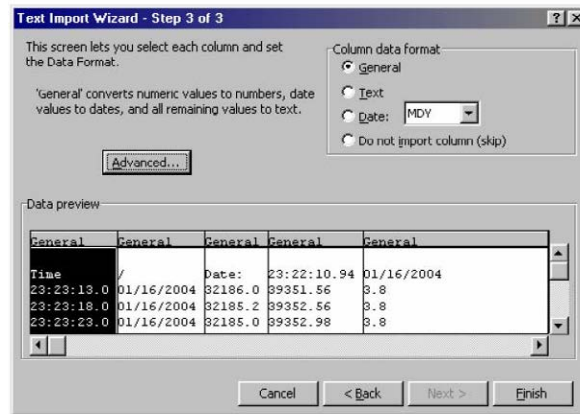 Text Import Wizard - Step 3 of 3
This screen lets you select each column and set
the Data Format.
'General' converts numeric values to numbers, date
values to dates, and all remaining values to text.
Advanced...
Column data format
General
Text
Date: MDY
Do not import column (skip)
Data preview
General General General General General
Time / Date: 23:22:10.94 01/16/2004
23:23:13.0 01/16/2004 32186.0 39351.56 3.8
23:23:18.0 01/16/2004 32185.2 39352.56 3.8
23:23:23.0 01/16/2004 32185.0 39352.98 3.8
Cancel < Back Next > Finish